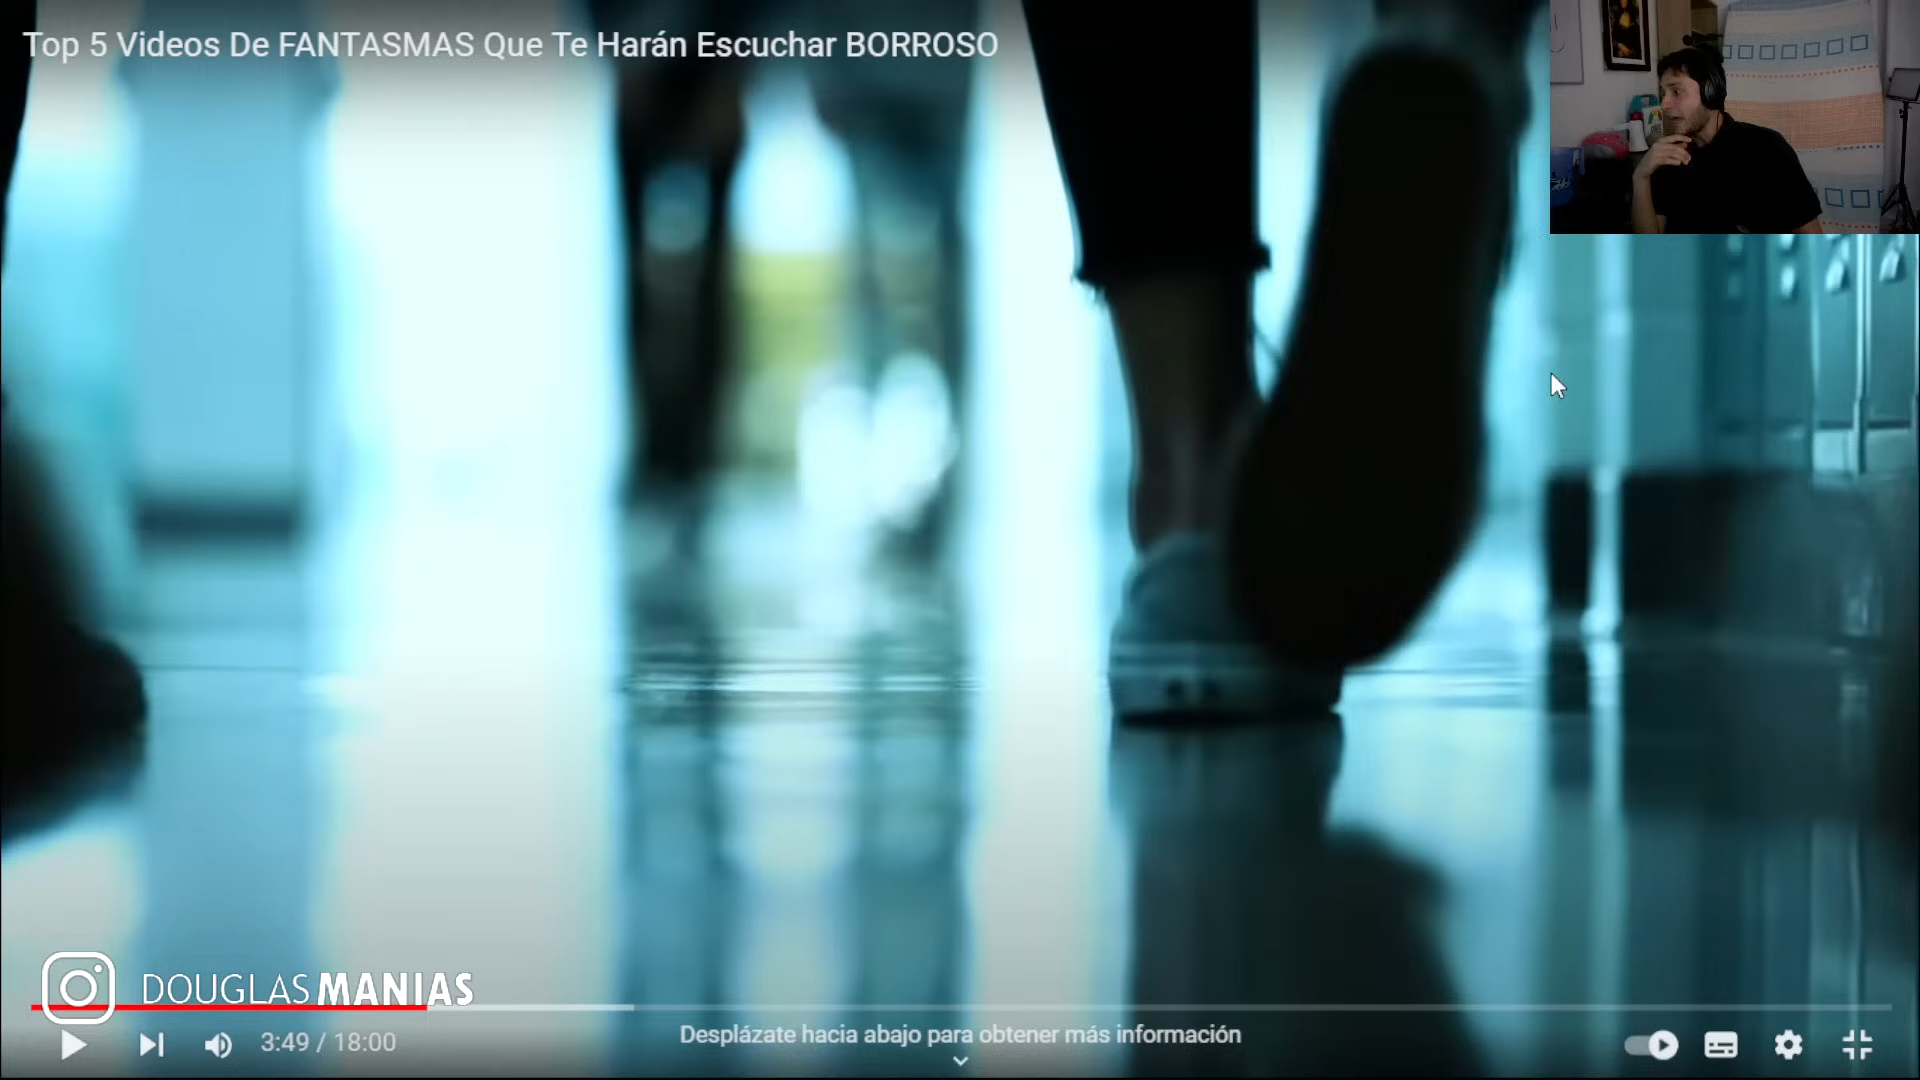 Top 5 Videos De FANTASMAS Que Te Harán Escuchar BORROSO
DOUGLASMANIAS
3:49 / 18:00
Desplázate hacia abajo para obtener más información